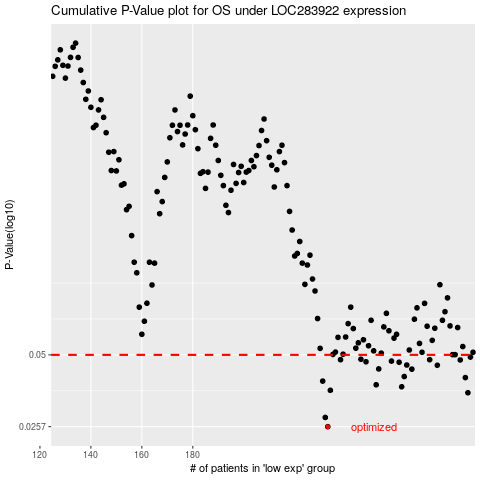 Cumulative P-Value plot for OS under LOC283922 expression
P-Value(log10)
0.05
0.0257
optimized
120 140 160 180
# of patients in 'low exp' group